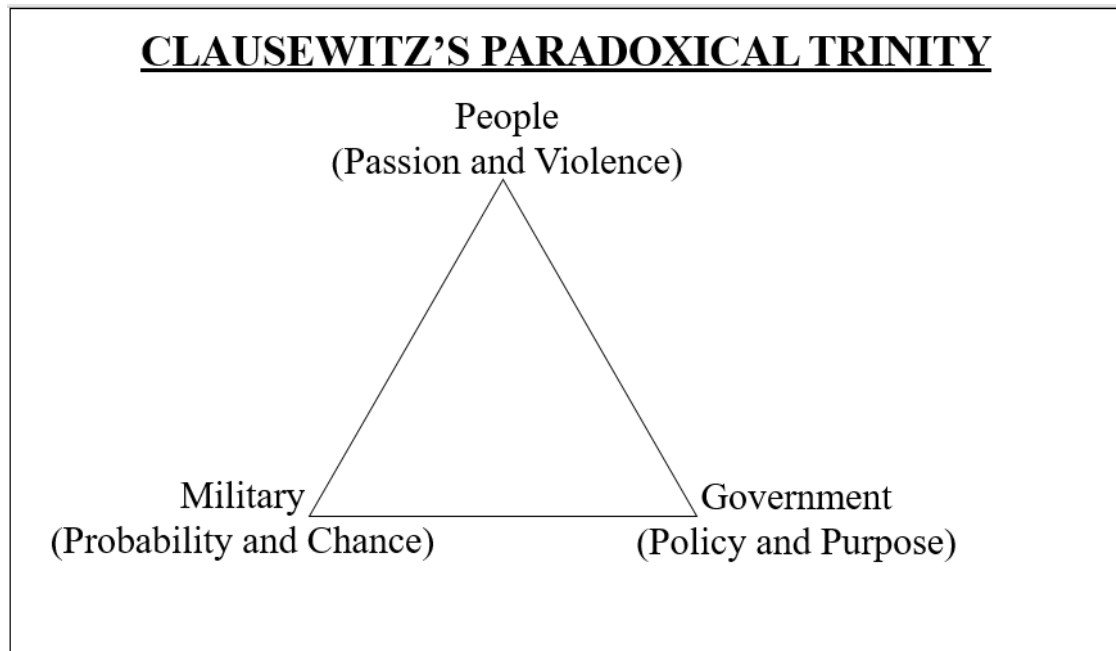 CLAUSEWITZ’S PARADOXICAL TRINITY
People
(Passion and Violence)
Military
(Probability and Chance)
Government
(Policy and Purpose)